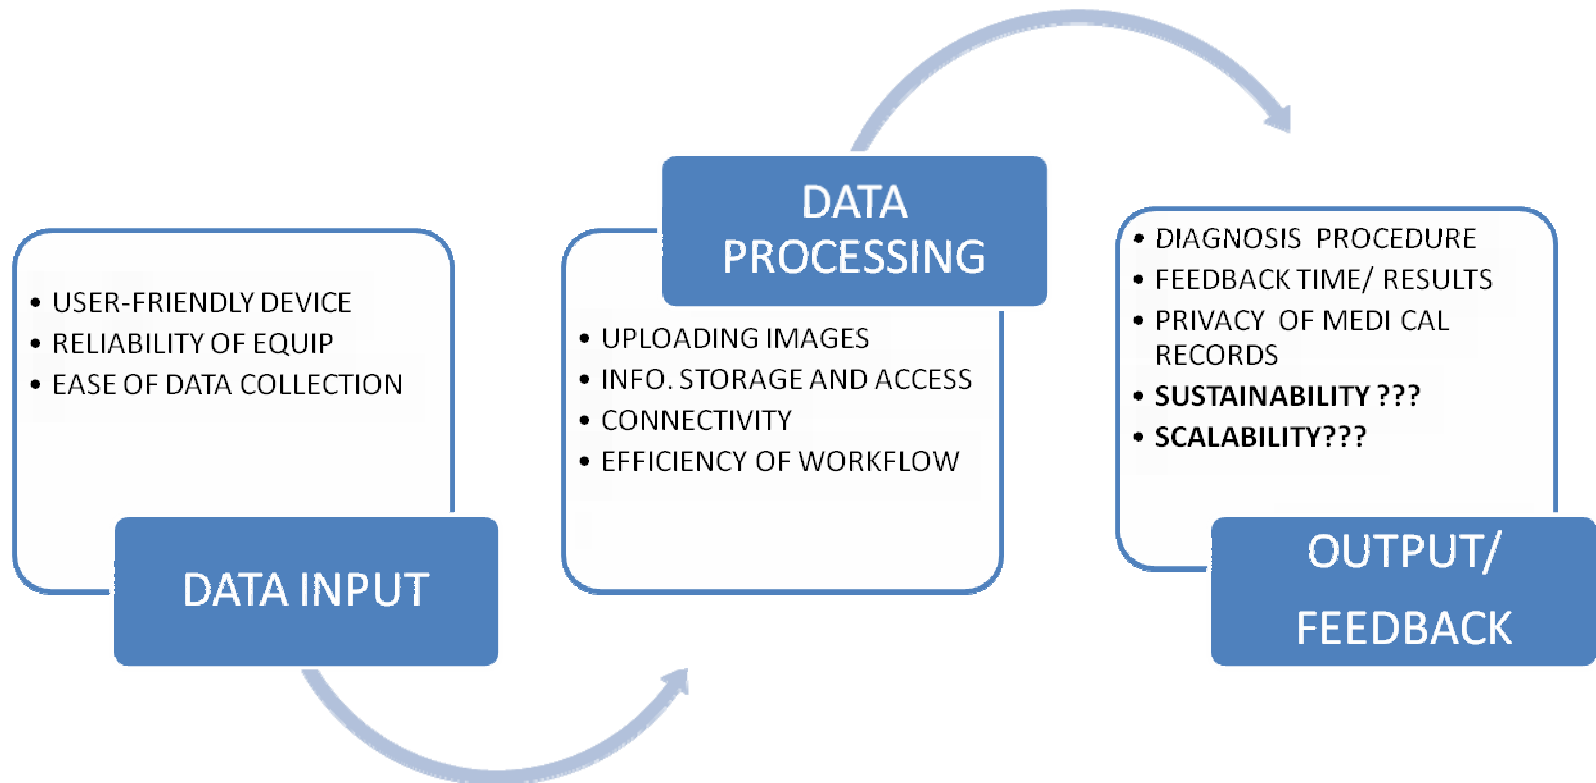 • USER-FRIENDLY DEVICE
• RELIABILITY OF EQUIP
• EASE OF DATA COLLECTION
DATA INPUT
DATA
PROCESSING
• UPLOADING IMAGES
• INFO. STORAGE AND ACCESS
• CONNECTIVITY
• EFFICIENCY OF WORKFLOW
• DIAGNOSIS PROCEDURE
• FEEDBACK TIME/ RESULTS
• PRIVACY OF MEDI CAL
RECORDS
• SUSTAINABILITY ???
• SCALABILITY???
OUTPUT/
FEEDBACK